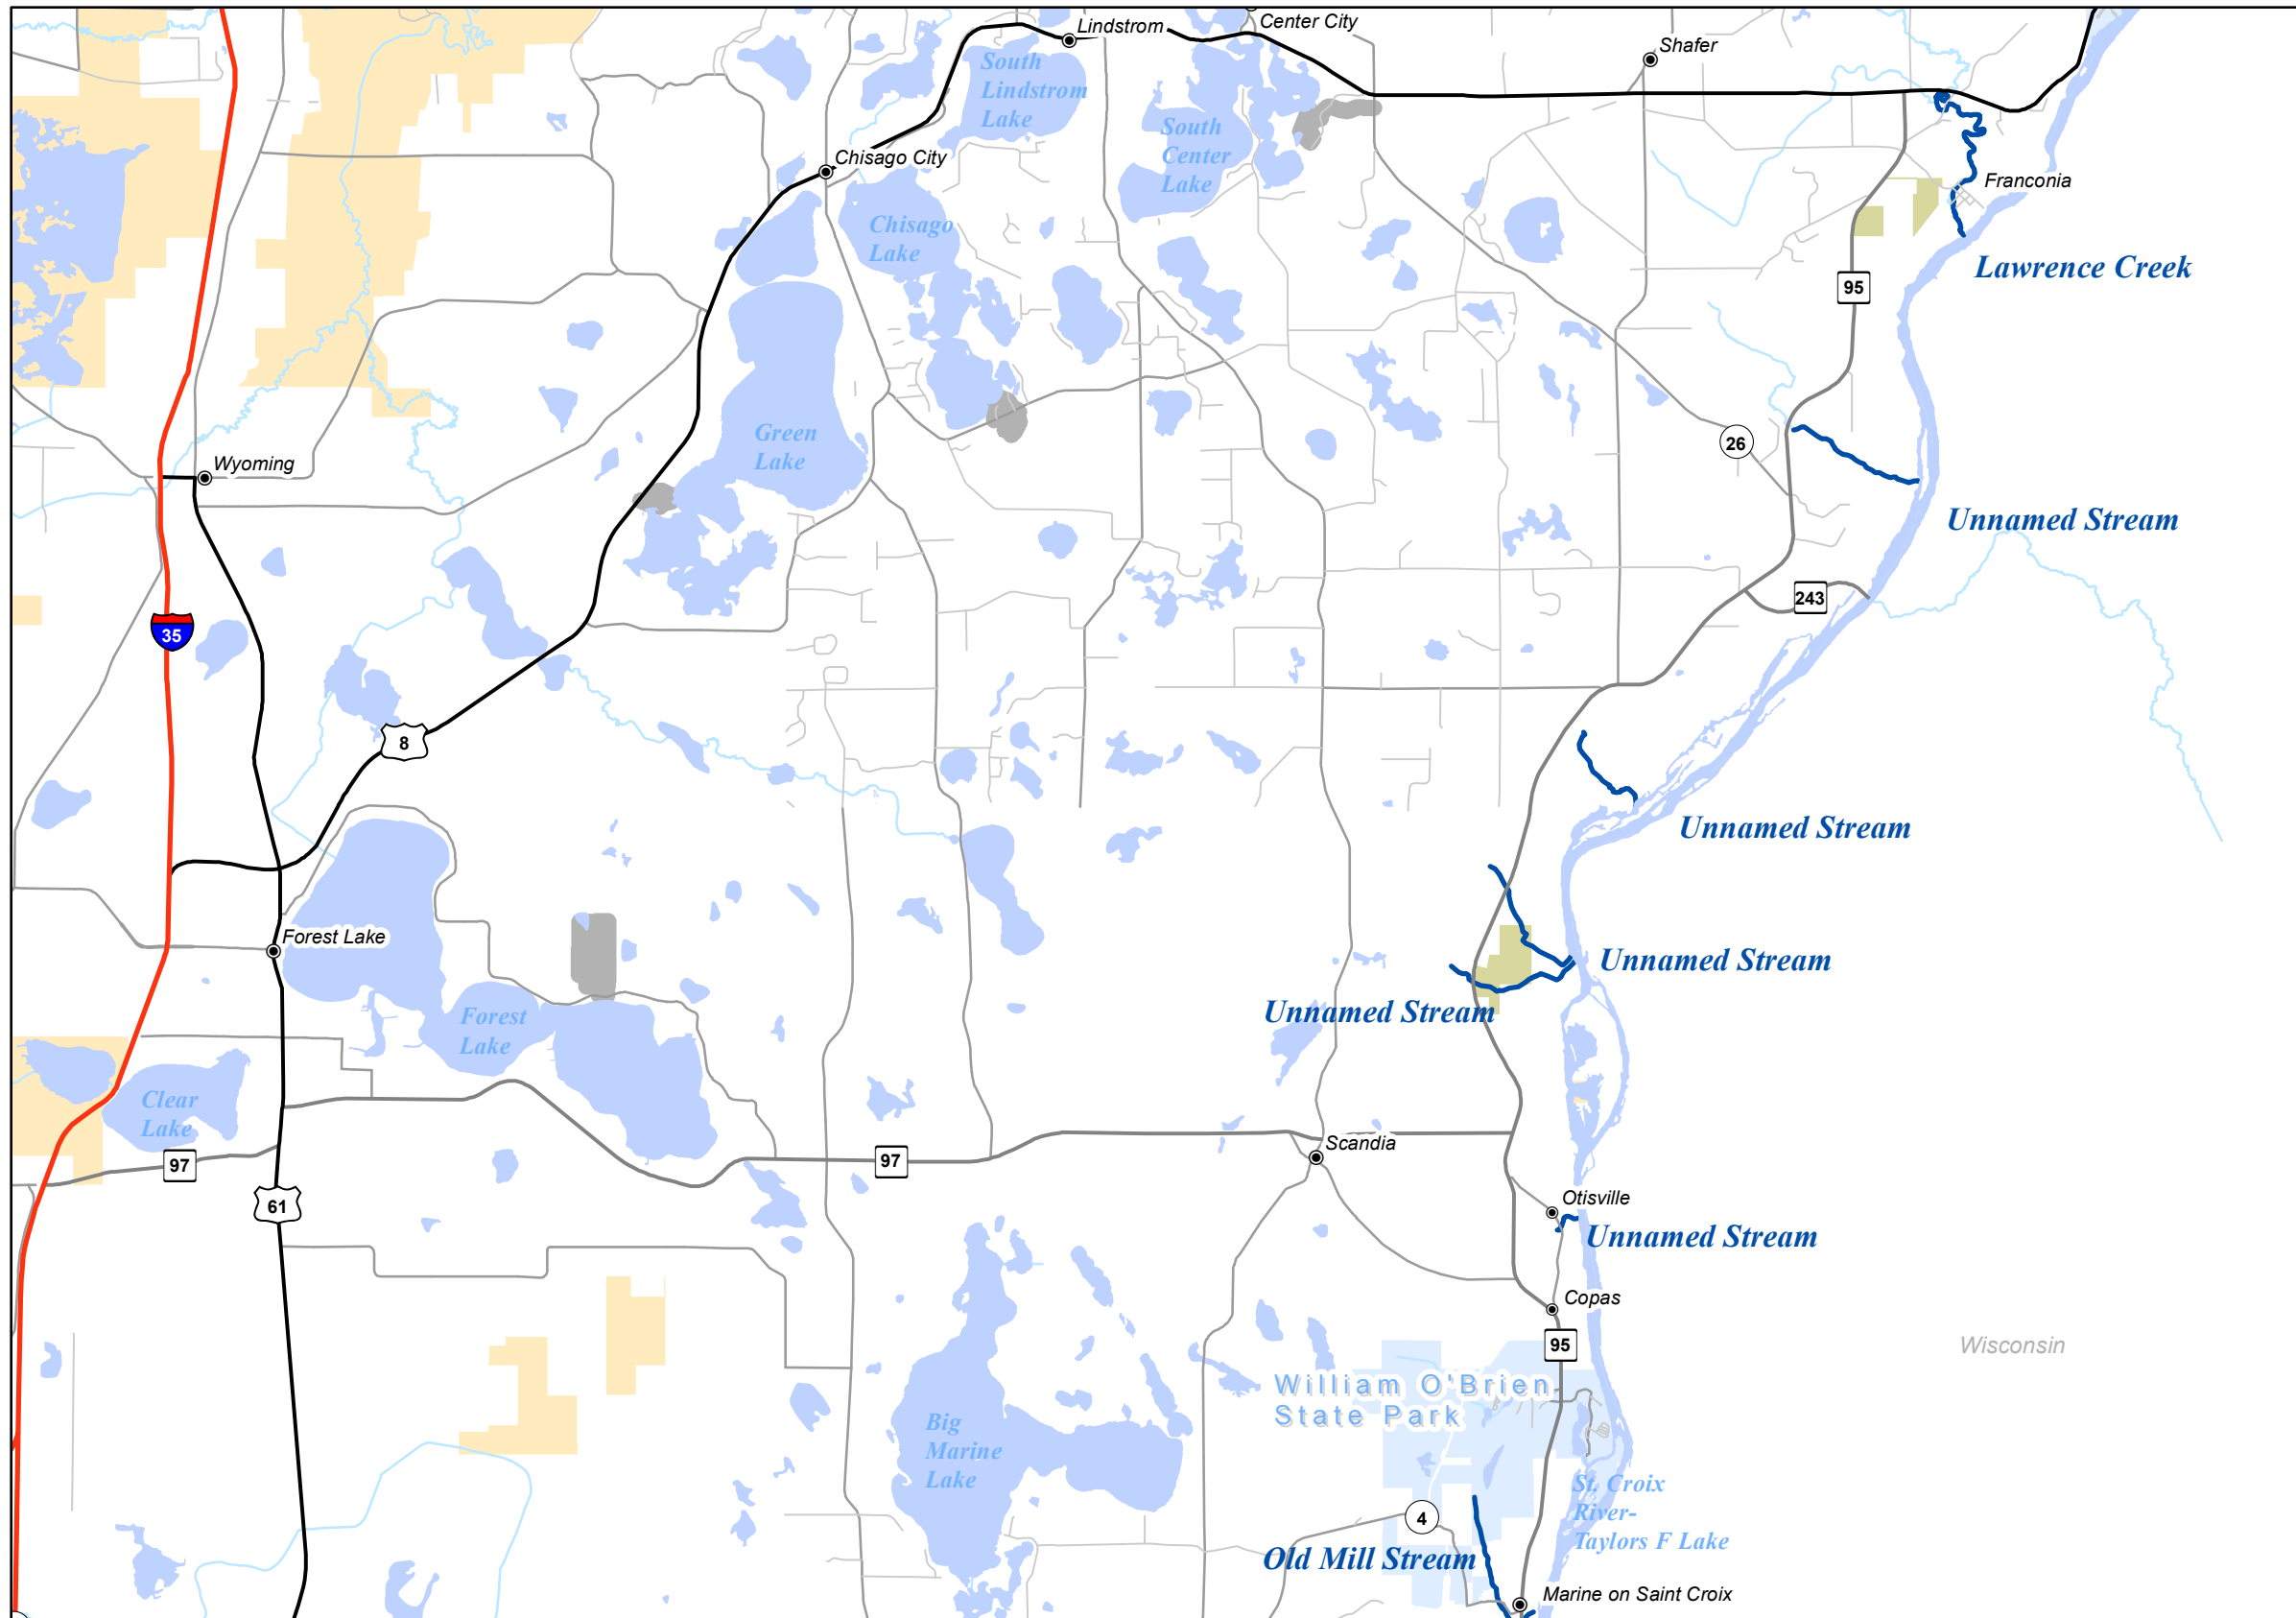 Lindstrom
Center City
Shafer
South
Lindstrom
Lake
South
Center
Lake
Chisago City
Franconia
Chisago
Lake
Lawrence Creek
95
Green
Lake
26
Wyoming
Unnamed Stream
243
35
8
Unnamed Stream
Forest Lake
Unnamed Stream
Unnamed Stream
Forest
Lake
Clear
Lake
97
97
Scandia
61
Otisville
Unnamed Stream
Copas
95
Wisconsin
William O'Brien
State Park
Big
Marine
Lake
St. Croix
River-
Taylors F Lake
4
Old Mill Stream
Marine on Saint Croix